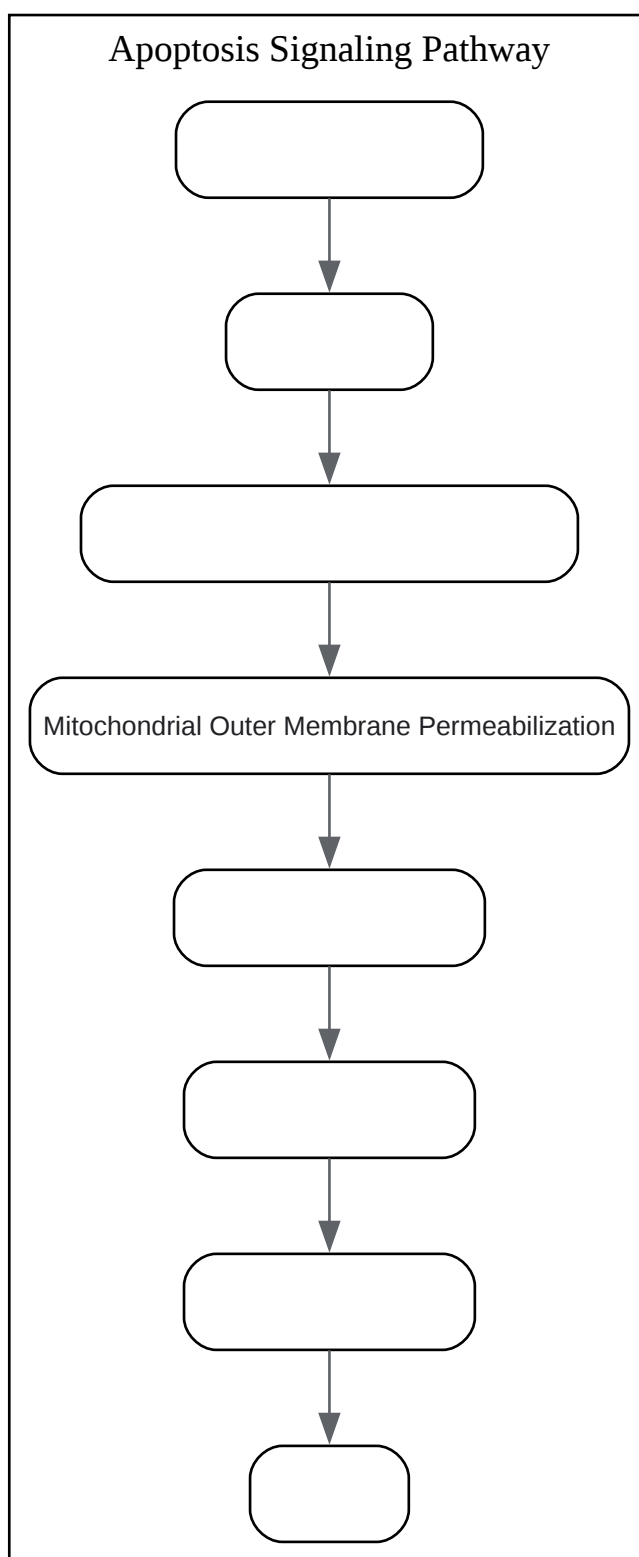 Apoptosis Signaling Pathway
Mitochondrial Outer Membrane Permeabilization